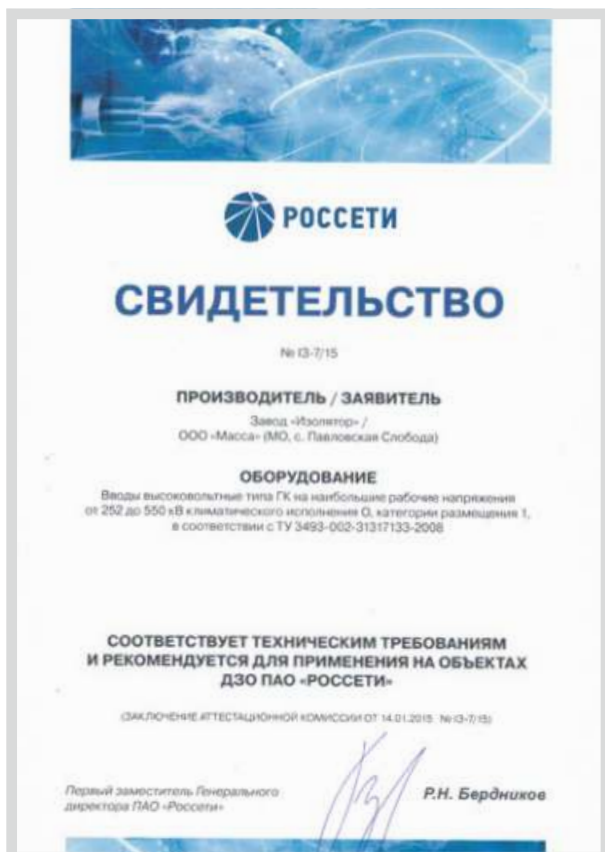 РОССЕТИ
СВИДЕТЕЛЬСТВО
№ I3-7/15
ПРОИЗВОДИТЕЛЬ / ЗАЯВИТЕЛЬ
Завод «Изолятор» /
ООО «Масса» (МО, с. Павловская Слобода)
ОБОРУДОВАНИЕ
Вводы высоковольтные типа ГК на наибольшие рабочие напряжения
от 252 до 550 кВ климатического исполнения О, категории размещения 1,
в соответствии с ТУ 3493-002-31317133-2008
СООТВЕТСТВУЕТ ТЕХНИЧЕСКИМ ТРЕБОВАНИЯМ
И РЕКОМЕНДУЕТСЯ ДЛЯ ПРИМЕНЕНИЯ НА ОБЪЕКТАХ
ДЗО ПАО «РОССЕТИ»
(ЗАКЛЮЧЕНИЕ АТТЕСТАЦИОННОЙ КОМИССИИ ОТ 14.01.2015 № I3-7/15)
Первый заместитель Генерального
директора ПАО «Россети»
Р.Н. Бердников